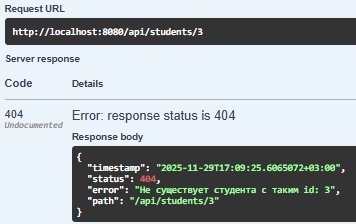 Request URL
http://localhost:8080/api/students/3
Server response
Code Details
404 Error: response status is 404
Undocumented
Response body
{
  "timestamp": "2025-11-29T17:09:25.6065072+03:00",
  "status": 404,
  "error": "Не существует студента с таким id: 3",
  "path": "/api/students/3"
}